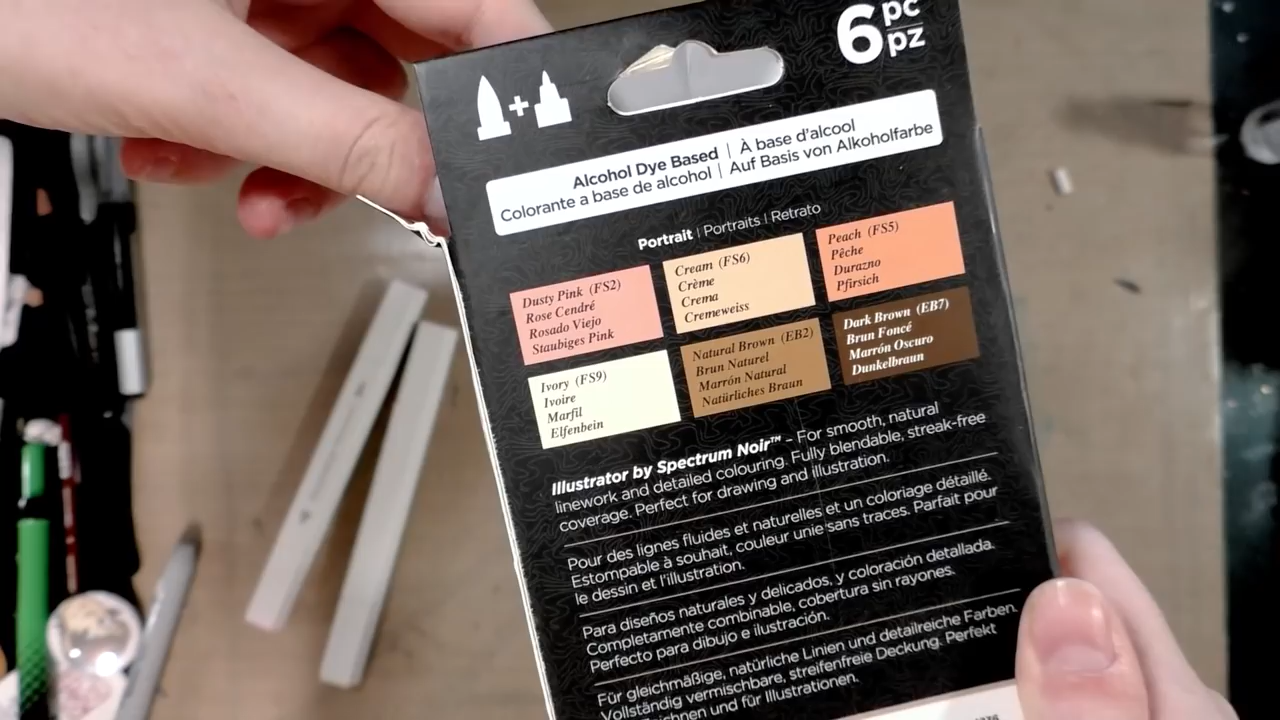 6 pc
pz
+
Alcohol Dye Based | À base d'alcool
Colorante a base de alcohol | Auf Basis von Alkoholfarbe
Portrait | Portraits | Retrato
Dusty Pink (FS2)
Rose Cendré
Rosado Viejo
Staubiges Pink
Cream (FS6)
Crème
Crema
Cremeweiss
Peach (FS5)
Pêche
Durazno
Pfirsich
Ivory (FS9)
Ivoire
Marfil
Elfenbein
Natural Brown (EB2)
Brun Naturel
Marrón Natural
Natürliches Braun
Dark Brown (EB7)
Brun Foncé
Marrón Oscuro
Dunkelbraun
Illustrator by Spectrum Noir™ – For smooth, natural
linework and detailed colouring. Fully blendable, streak-free
coverage. Perfect for drawing and illustration.
Pour des lignes fluides et naturelles et un coloriage détaillé.
Estompable à souhait, couleur unie sans traces. Parfait pour
le dessin et l'illustration.
Para diseños naturales y delicados, y coloración detallada.
Completamente combinable, cobertura sin rayones.
Perfecto para dibujo e ilustración.
Für gleichmäßige, natürliche Linien und detailreiche Farben.
Vollständig vermischbare, streifenfreie Deckung. Perfekt
und für Illustrationen.